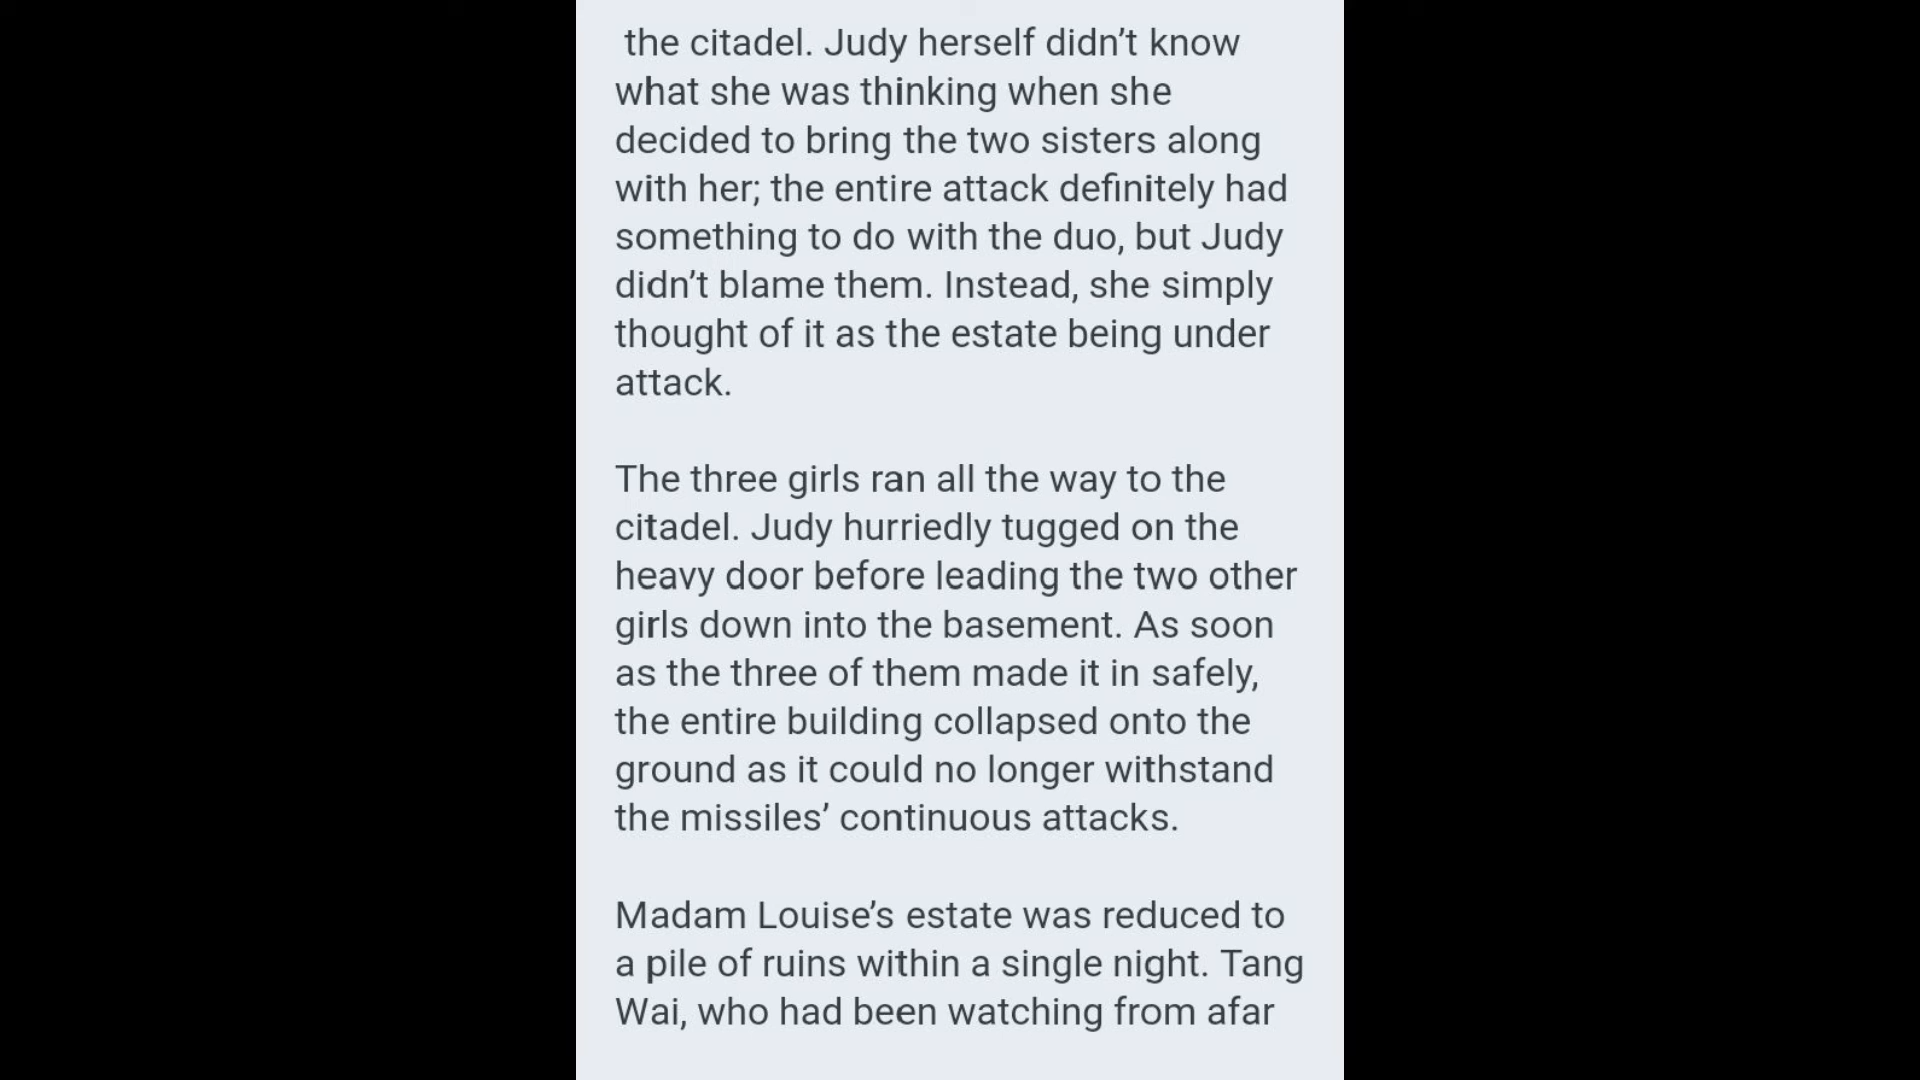 the citadel. Judy herself didn’t know
what she was thinking when she
decided to bring the two sisters along
with her; the entire attack definitely had
something to do with the duo, but Judy
didn’t blame them. Instead, she simply
thought of it as the estate being under
attack.
The three girls ran all the way to the
citadel. Judy hurriedly tugged on the
heavy door before leading the two other
girls down into the basement. As soon
as the three of them made it in safely,
the entire building collapsed onto the
ground as it could no longer withstand
the missiles’ continuous attacks.
Madam Louise’s estate was reduced to
a pile of ruins within a single night. Tang
Wai, who had been watching from afar